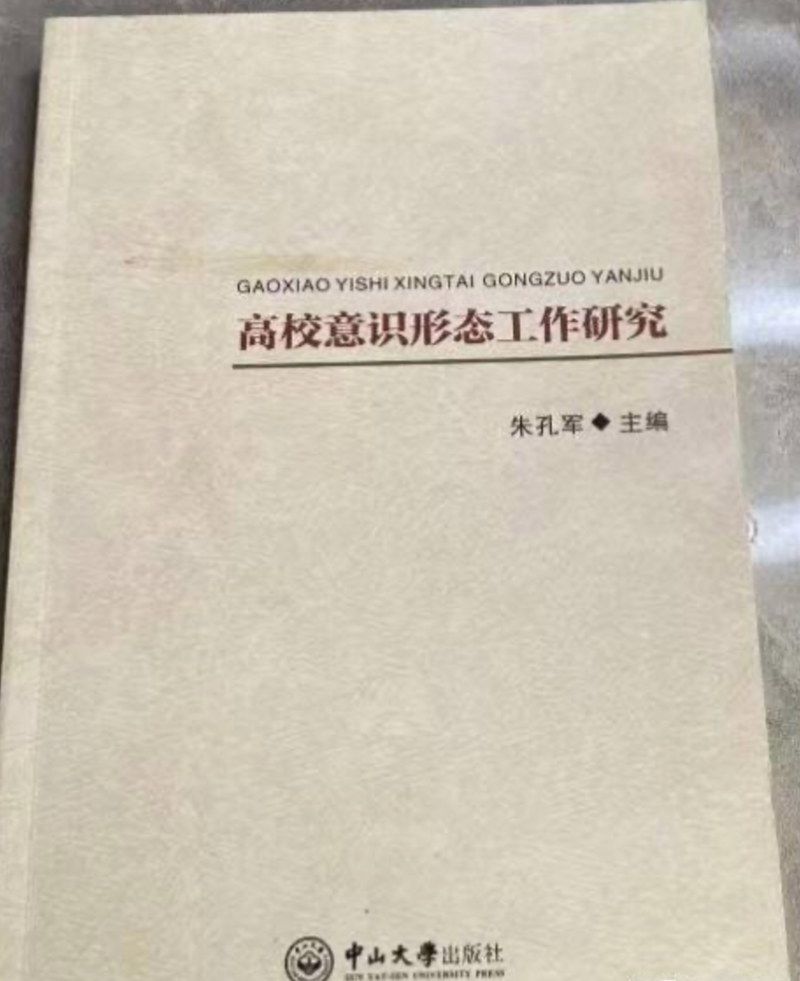 GAOXIAO YISHI XINGTAI GONGZUO YANJIU
高校意识形态工作研究
朱孔军◆主编
中山大學出版社
SUN YAT-SEN UNIVERSITY PRESS